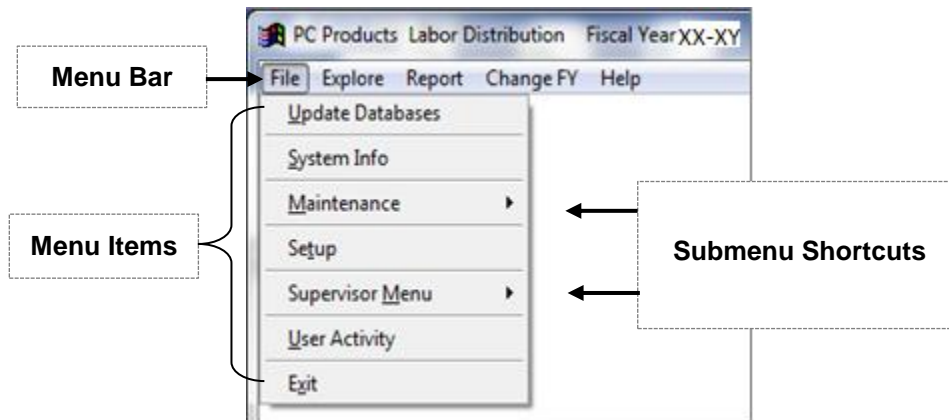 PC Products Labor Distribution Fiscal Year XX-XY
Menu Bar
File Explore Report Change FY Help
Update Databases
System Info
Maintenance
Menu Items
Setup
Submenu Shortcuts
Supervisor Menu
User Activity
Exit